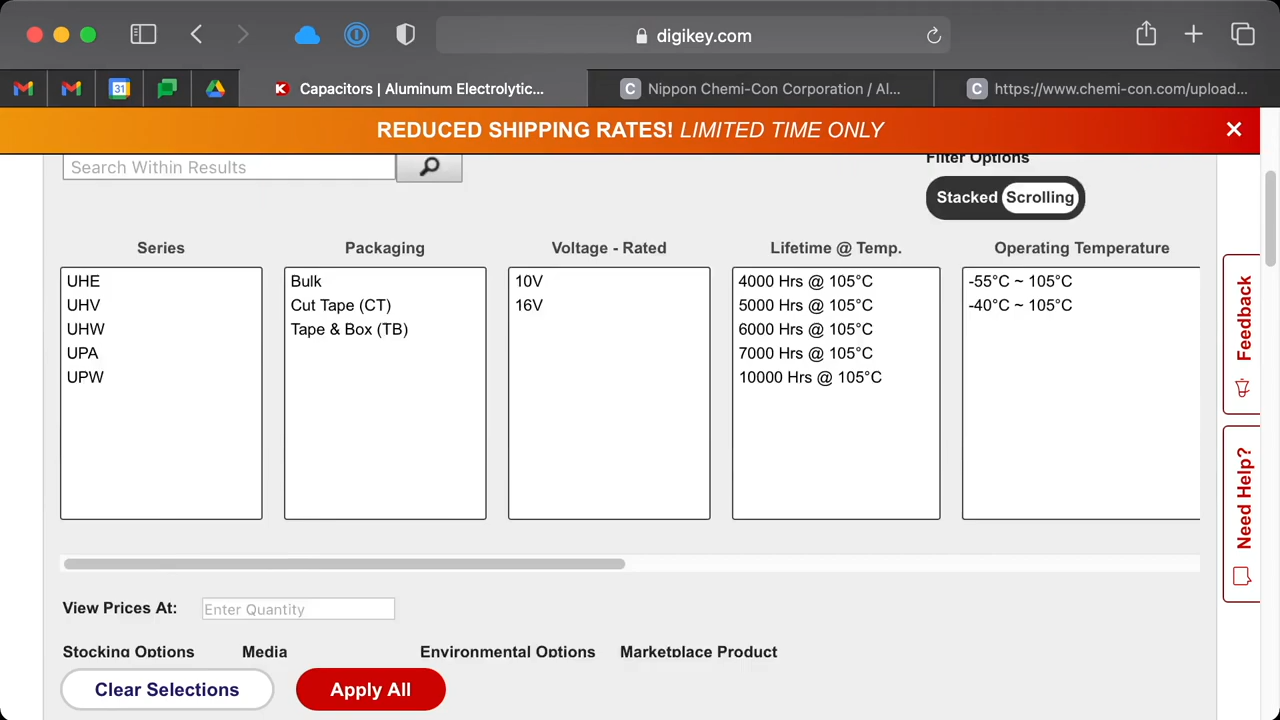 digikey.com
31
Capacitors | Aluminum Electrolytic...
C Nippon Chemi-Con Corporation / Al...
C https://www.chemi-con.com/upload...
REDUCED SHIPPING RATES! LIMITED TIME ONLY
Search Within Results
Filter Options
Stacked Scrolling
Series
UHE
UHV
UHW
UPA
UPW
Packaging
Bulk
Cut Tape (CT)
Tape & Box (TB)
Voltage - Rated
10V
16V
Lifetime @ Temp.
4000 Hrs @ 105°C
5000 Hrs @ 105°C
6000 Hrs @ 105°C
7000 Hrs @ 105°C
10000 Hrs @ 105°C
Operating Temperature
-55°C ~ 105°C
-40°C ~ 105°C
Feedback
Need Help?
View Prices At: Enter Quantity
Stocking Options Media Environmental Options Marketplace Product
Clear Selections Apply All